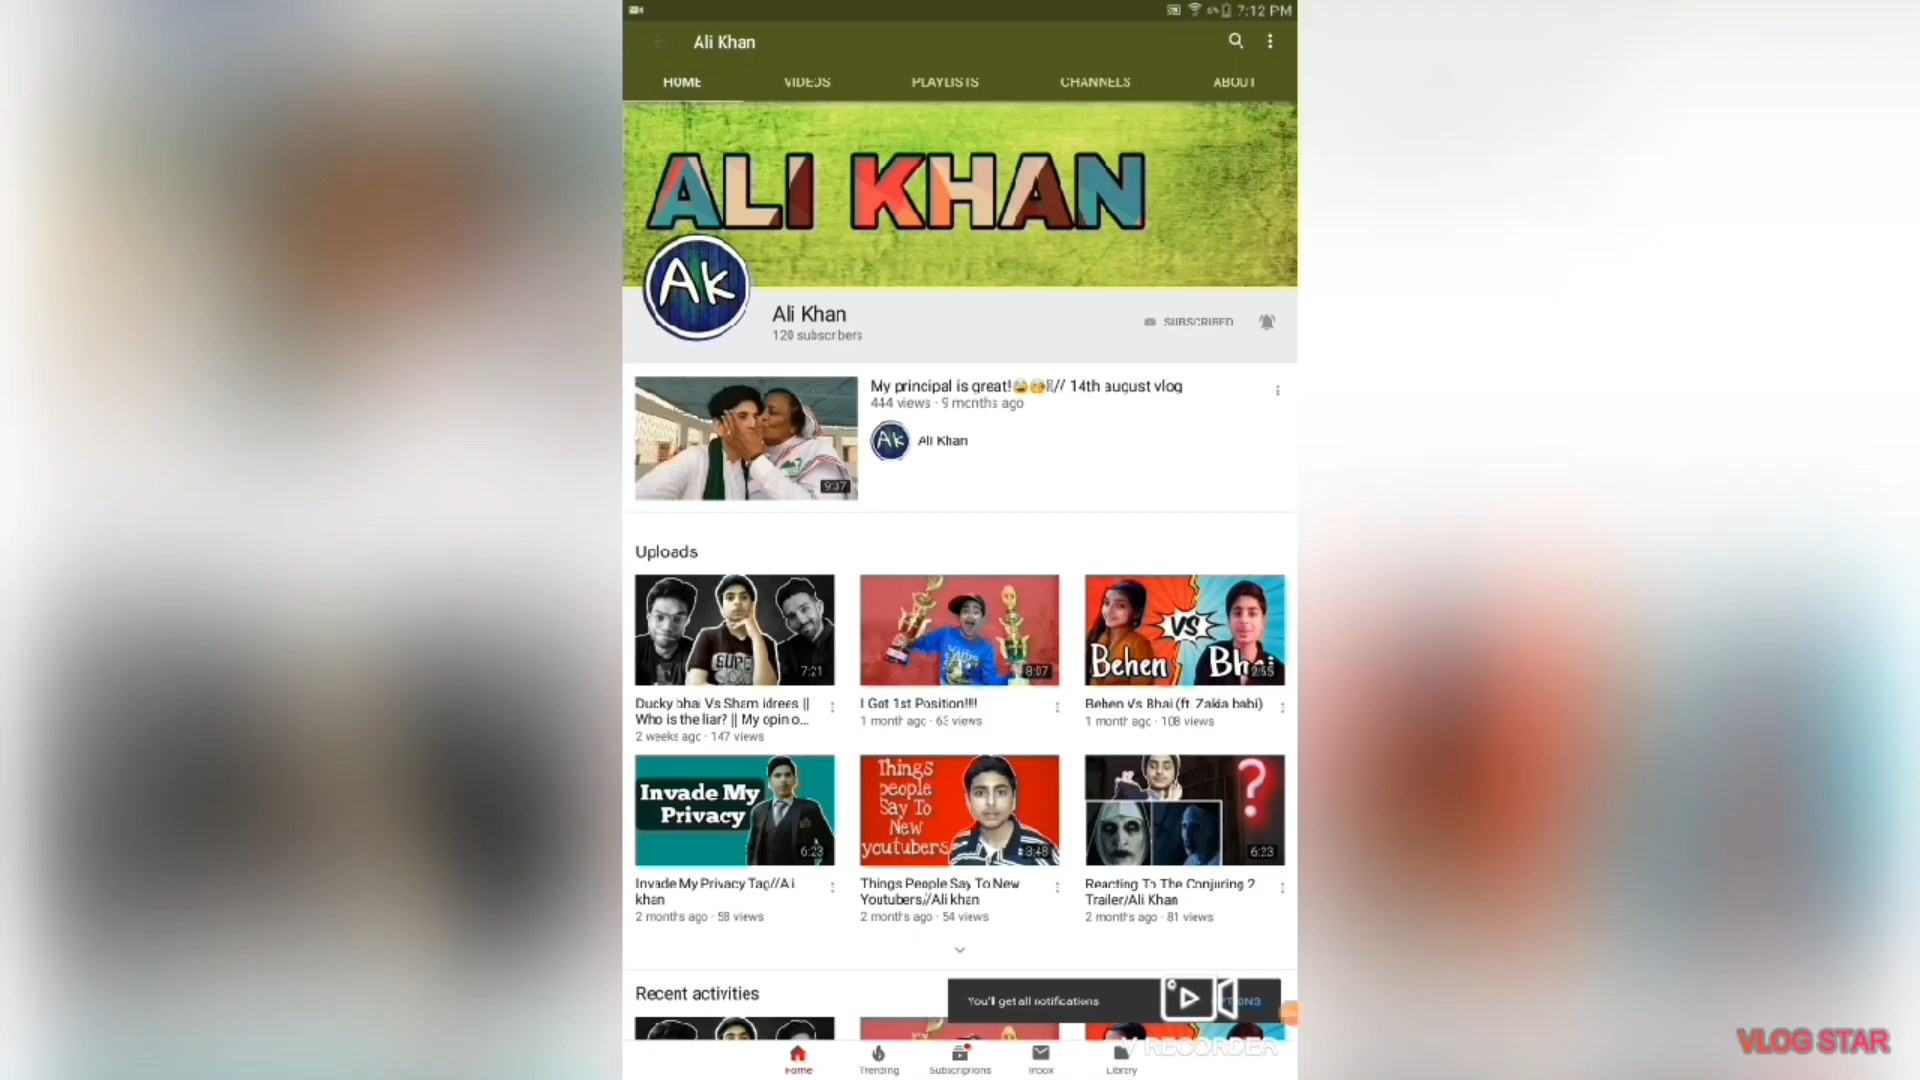 6% 7:12 PM
Ali Khan
HOME VIDEOS PLAYLISTS CHANNELS ABOUT
ALI KHAN
Ak
Ali Khan
120 subscribers
SUBSCRIBED
My principal is great! // 14th august vlog
444 views · 9 months ago
Ak Ali Khan
9:37
Uploads
SUPE
7:21
8:07
VS
Behen
2:55
Ducky bhai Vs Sham idrees ||
Who is the liar? || My opinio...
2 weeks ago · 147 views
I Got 1st Position!!!!
1 month ago · 63 views
Behen Vs Bhai (ft. Zakia babi)
1 month ago · 108 views
Invade My
Privacy
6:23
Things
people
Say To
New
youtubers
3:48
?
6:23
Invade My Privacy Tag//Ali
khan
2 months ago · 58 views
Things People Say To New
Youtubers//Ali khan
2 months ago · 54 views
Reacting To The Conjuring 2
Trailer/Ali Khan
2 months ago · 81 views
Recent activities
You'll get all notifications
V RECORDER
Home Trending Subscriptions Inbox Library
VLOG STAR